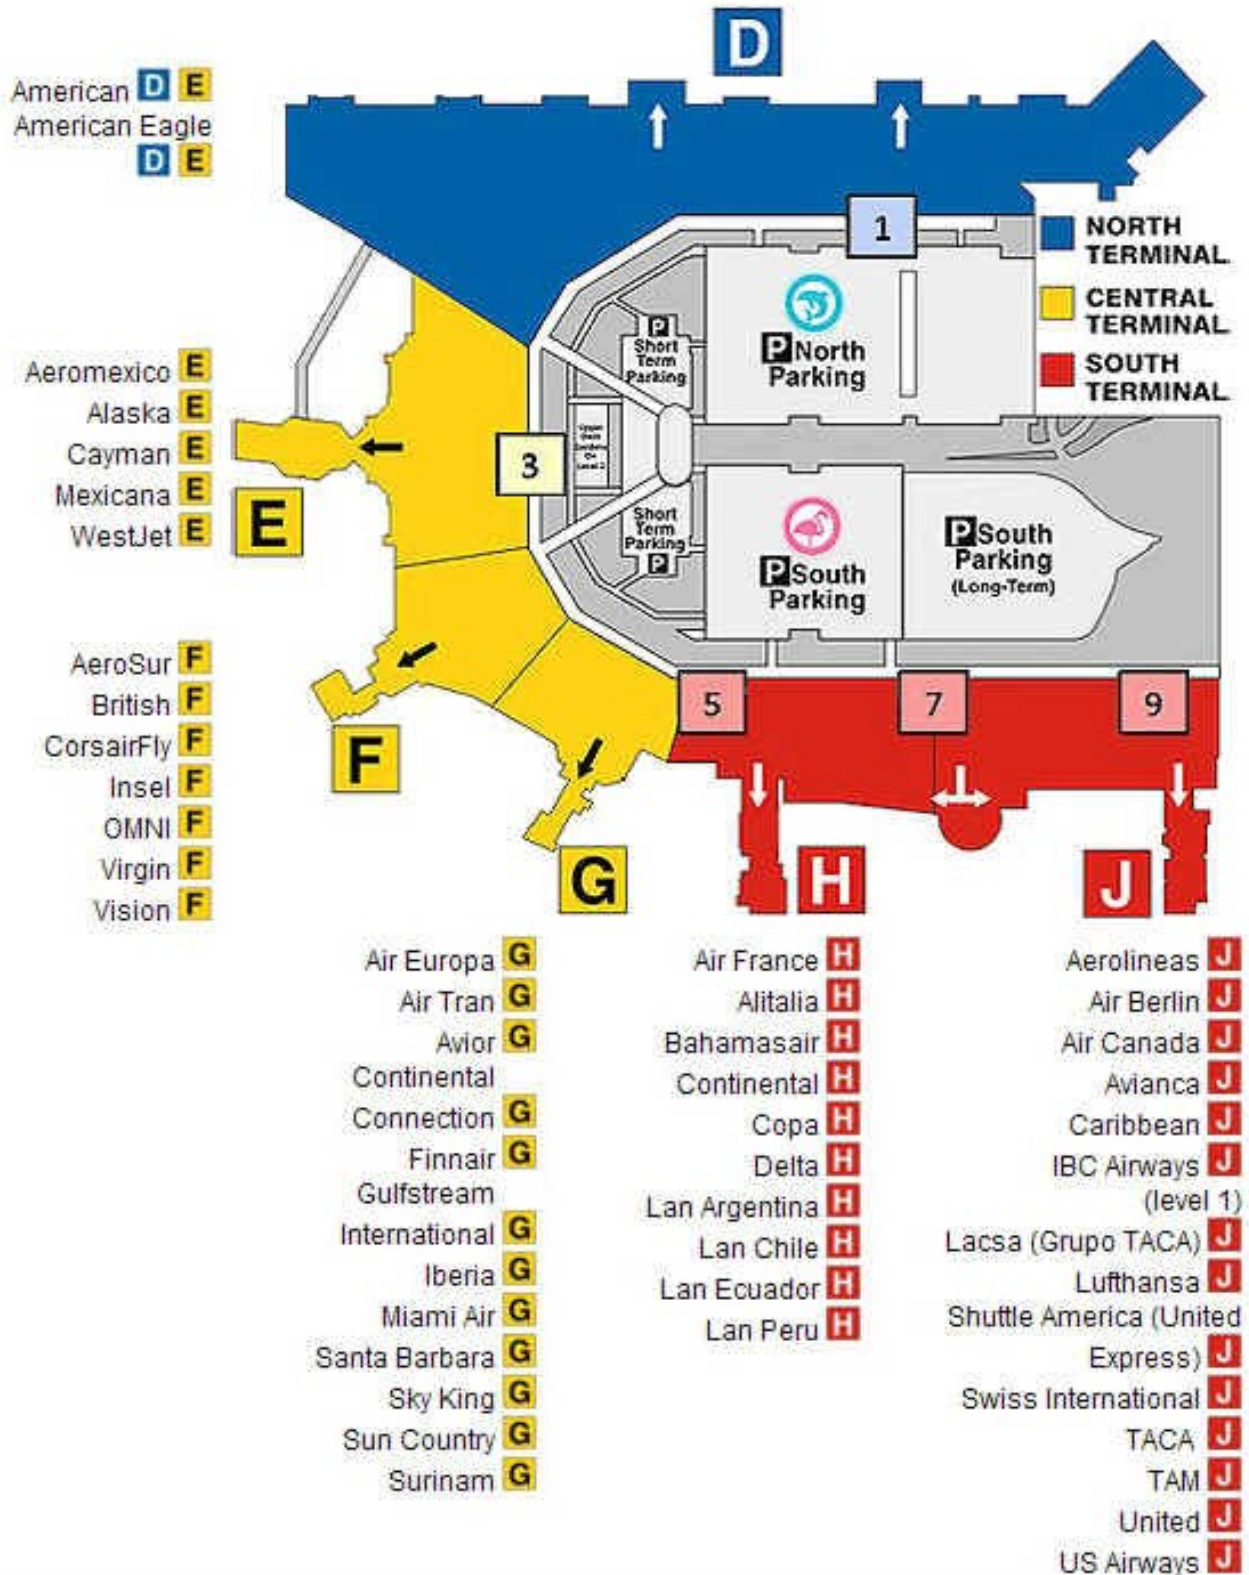 D
American D E
American Eagle
D E
1
NORTH
TERMINAL
CENTRAL
TERMINAL
SOUTH
TERMINAL
P
Short
Term
Parking
P North
Parking
Aeromexico E
Alaska E
Cayman E
Mexicana E
WestJet E
E
3
Short
Term
Parking
P
P South
Parking
P South
Parking
(Long-Term)
AeroSur F
British F
CorsairFly F
Insel F
OMNI F
Virgin F
Vision F
F
5
7
9
G
H
J
Air Europa G
Air Tran G
Avior G
Continental
Connection G
Finnair G
Gulfstream
International G
Iberia G
Miami Air G
Santa Barbara G
Sky King G
Sun Country G
Surinam G
Air France H
Alitalia H
Bahamasair H
Continental H
Copa H
Delta H
Lan Argentina H
Lan Chile H
Lan Ecuador H
Lan Peru H
Aerolineas J
Air Berlin J
Air Canada J
Avianca J
Caribbean J
IBC Airways J
(level 1)
Lacsa (Grupo TACA) J
Lufthansa J
Shuttle America (United
Express) J
Swiss International J
TACA J
TAM J
United J
US Airways J